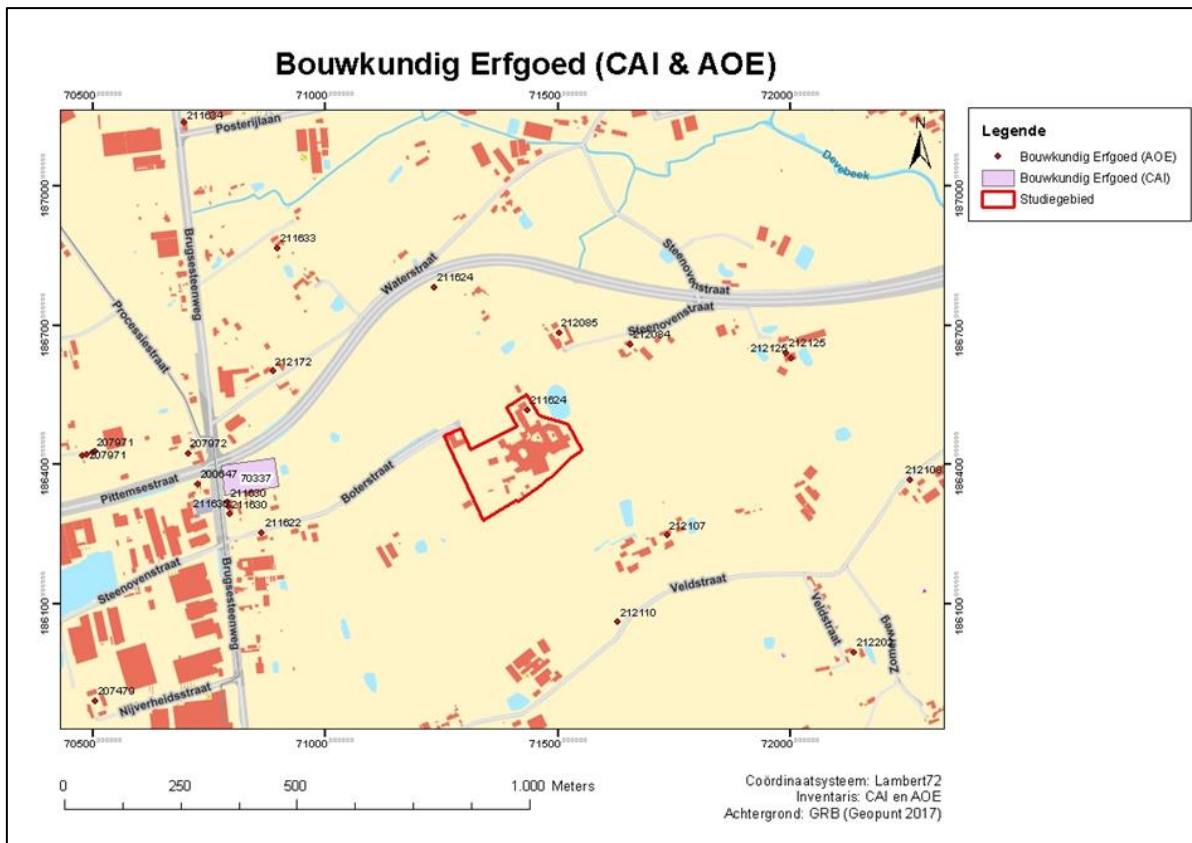 Bouwkundig Erfgoed (CAI & AOE)
70500 71000 71500 72000
211634
Posterijlaan
N
Devebeek
187000
187000
Brugsesteenweg
211633
Steenovenstraat
Waterstraat
211624
Processiestraat
Steenovenstraat
186700
186700
212085
212084
212125
212125
212172
211624
207971
207971
207972
186400
186400
Pittemsestraat
200647
70337
Boterstraat
212108
211630
211630
211622
212107
Steenovenstraat
Brugsesteenweg
Veldstraat
186100
186100
212110
Veldstraat
Zomerweg
207479
Nijverheidsstraat
70500 71000 71500 72000
Legende
Bouwkundig Erfgoed (AOE)
Bouwkundig Erfgoed (CAI)
Studiegebied
0 250 500 1.000 Meters
Coördinaatsysteem: Lambert72
Inventaris: CAI en AOE
Achtergrond: GRB (Geopunt 2017)